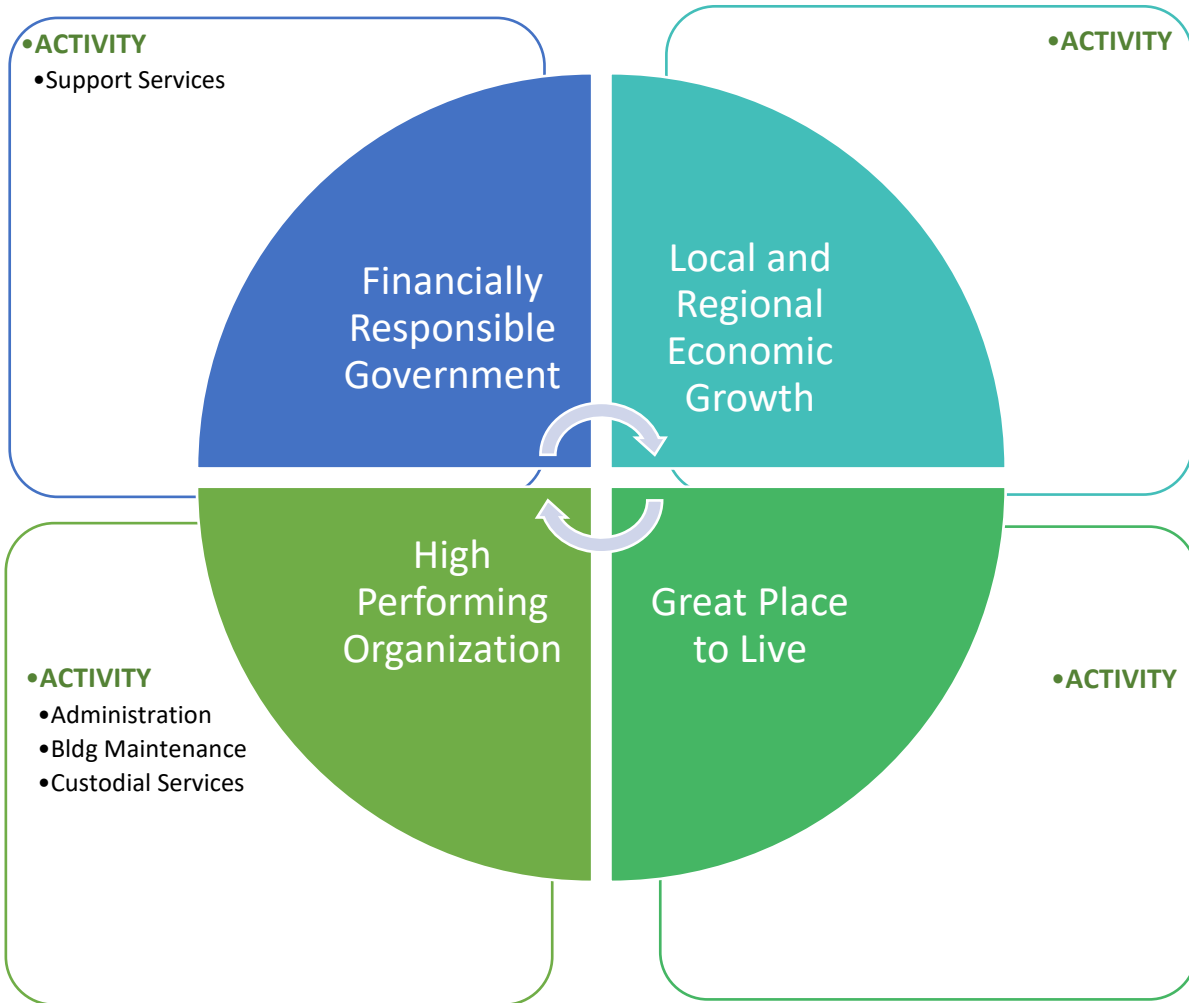 •ACTIVITY
•Support Services
•ACTIVITY
Financially
Responsible
Government
Local and
Regional
Economic
Growth
High
Performing
Organization
Great Place
to Live
•ACTIVITY
•Administration
•Bldg Maintenance
•Custodial Services
•ACTIVITY